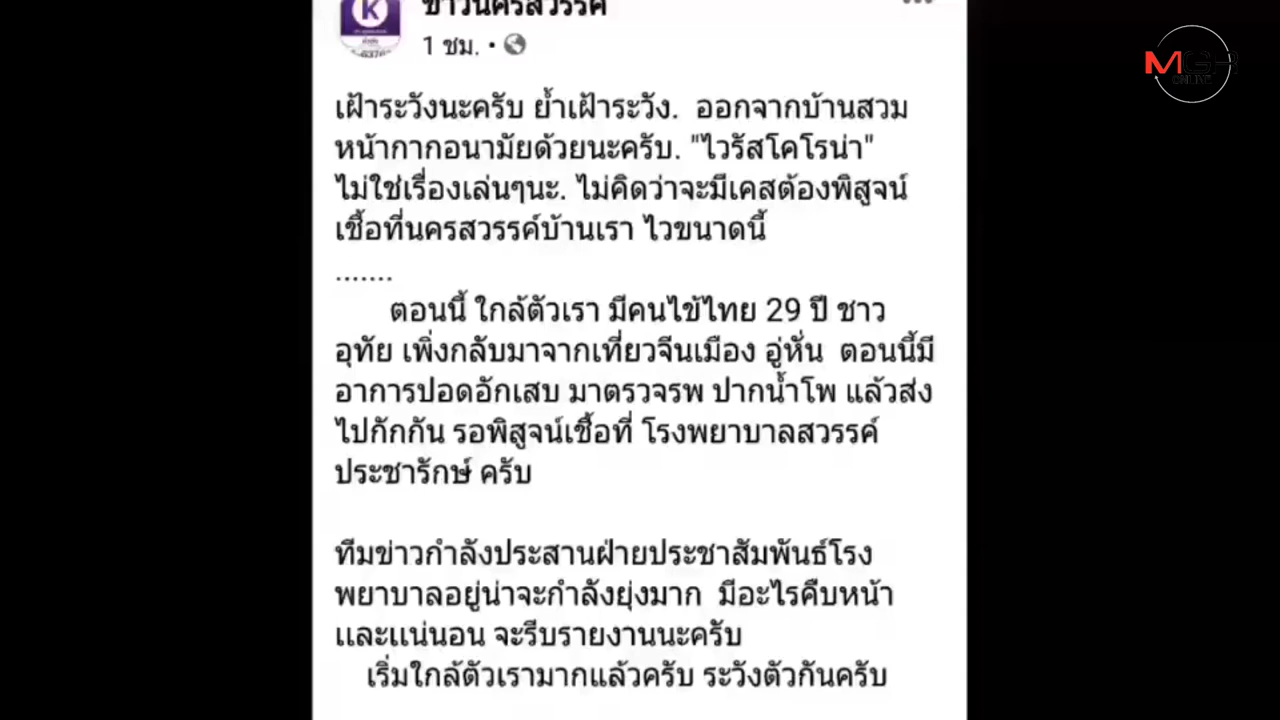 ข่าวนครสวรรค์
1 ชม.
MGR
ONLINE
เฝ้าระวังนะครับ ย้ำเฝ้าระวัง. ออกจากบ้านสวม
หน้ากากอนามัยด้วยนะครับ. "ไวรัสโคโรน่า"
ไม่ใช่เรื่องเล่นๆนะ. ไม่คิดว่าจะมีเคสต้องพิสูจน์
เชื้อที่นครสวรรค์บ้านเรา ไวขนาดนี้
.......
ตอนนี้ ใกล้ตัวเรา มีคนไข้ไทย 29 ปี ชาว
อุทัย เพิ่งกลับมาจากเที่ยวจีนเมือง อู่หั่น ตอนนี้มี
อาการปอดอักเสบ มาตรวจรพ ปากน้ำโพ แล้วส่ง
ไปกักกัน รอพิสูจน์เชื้อที่ โรงพยาบาลสวรรค์
ประชารักษ์ ครับ
ทีมข่าวกำลังประสานฝ่ายประชาสัมพันธ์โรง
พยาบาลอยู่น่าจะกำลังยุ่งมาก มีอะไรคืบหน้า
และแน่นอน จะรีบรายงานนะครับ
เริ่มใกล้ตัวเรามากแล้วครับ ระวังตัวกันครับ